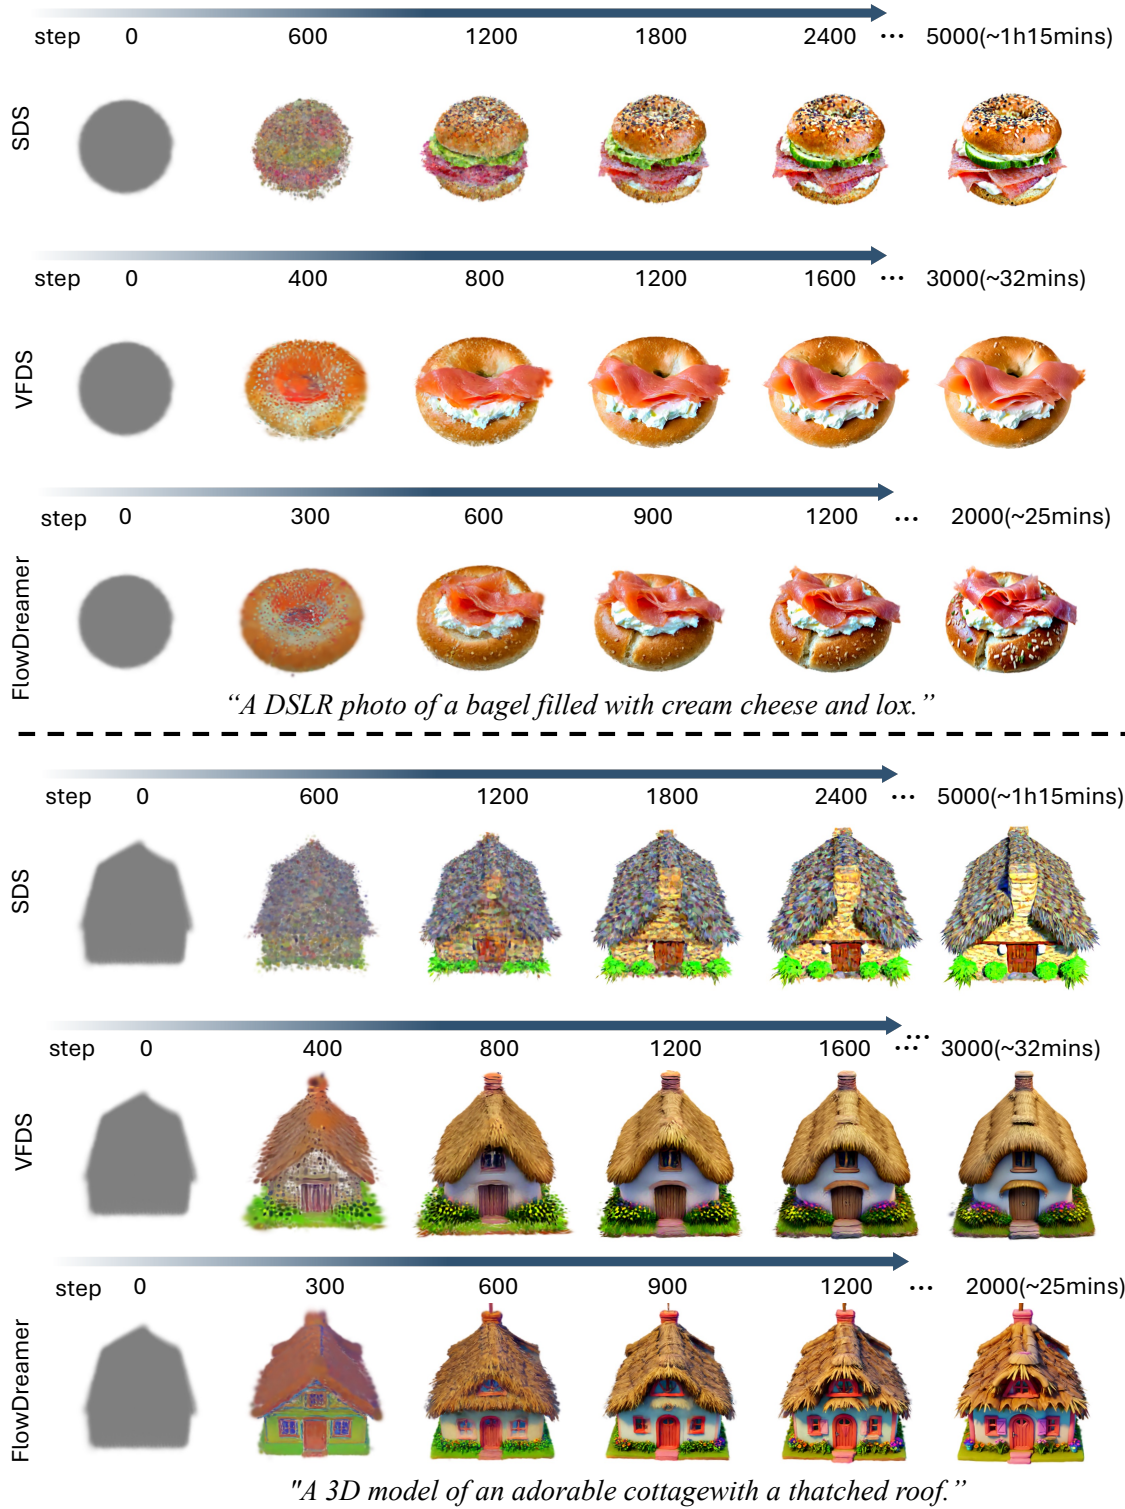 step 0 600 1200 1800 2400 ... 5000(~1h15mins)
SDS
step 0 400 800 1200 1600 ... 3000(~32mins)
VFDS
step 0 300 600 900 1200 ... 2000(~25mins)
FlowDreamer
“A DSLR photo of a bagel filled with cream cheese and lox.”
step 0 600 1200 1800 2400 ... 5000(~1h15mins)
SDS
step 0 400 800 1200 1600 ... ... 3000(~32mins)
VFDS
step 0 300 600 900 1200 ... 2000(~25mins)
FlowDreamer
"A 3D model of an adorable cottagewith a thatched roof.”